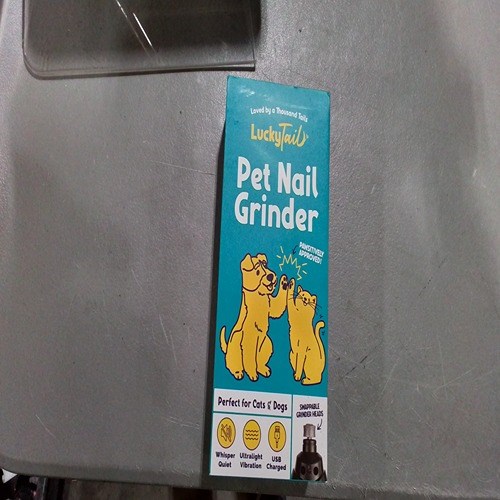 Loved by a Thousand Tails
LuckyTail
Pet Nail
Grinder
PAWSITIVELY
APPROVED!
Perfect for Cats & Dogs
SWAPPABLE
GRINDER HEADS
Whisper
Quiet
Ultralight
Vibration
USB
Charged